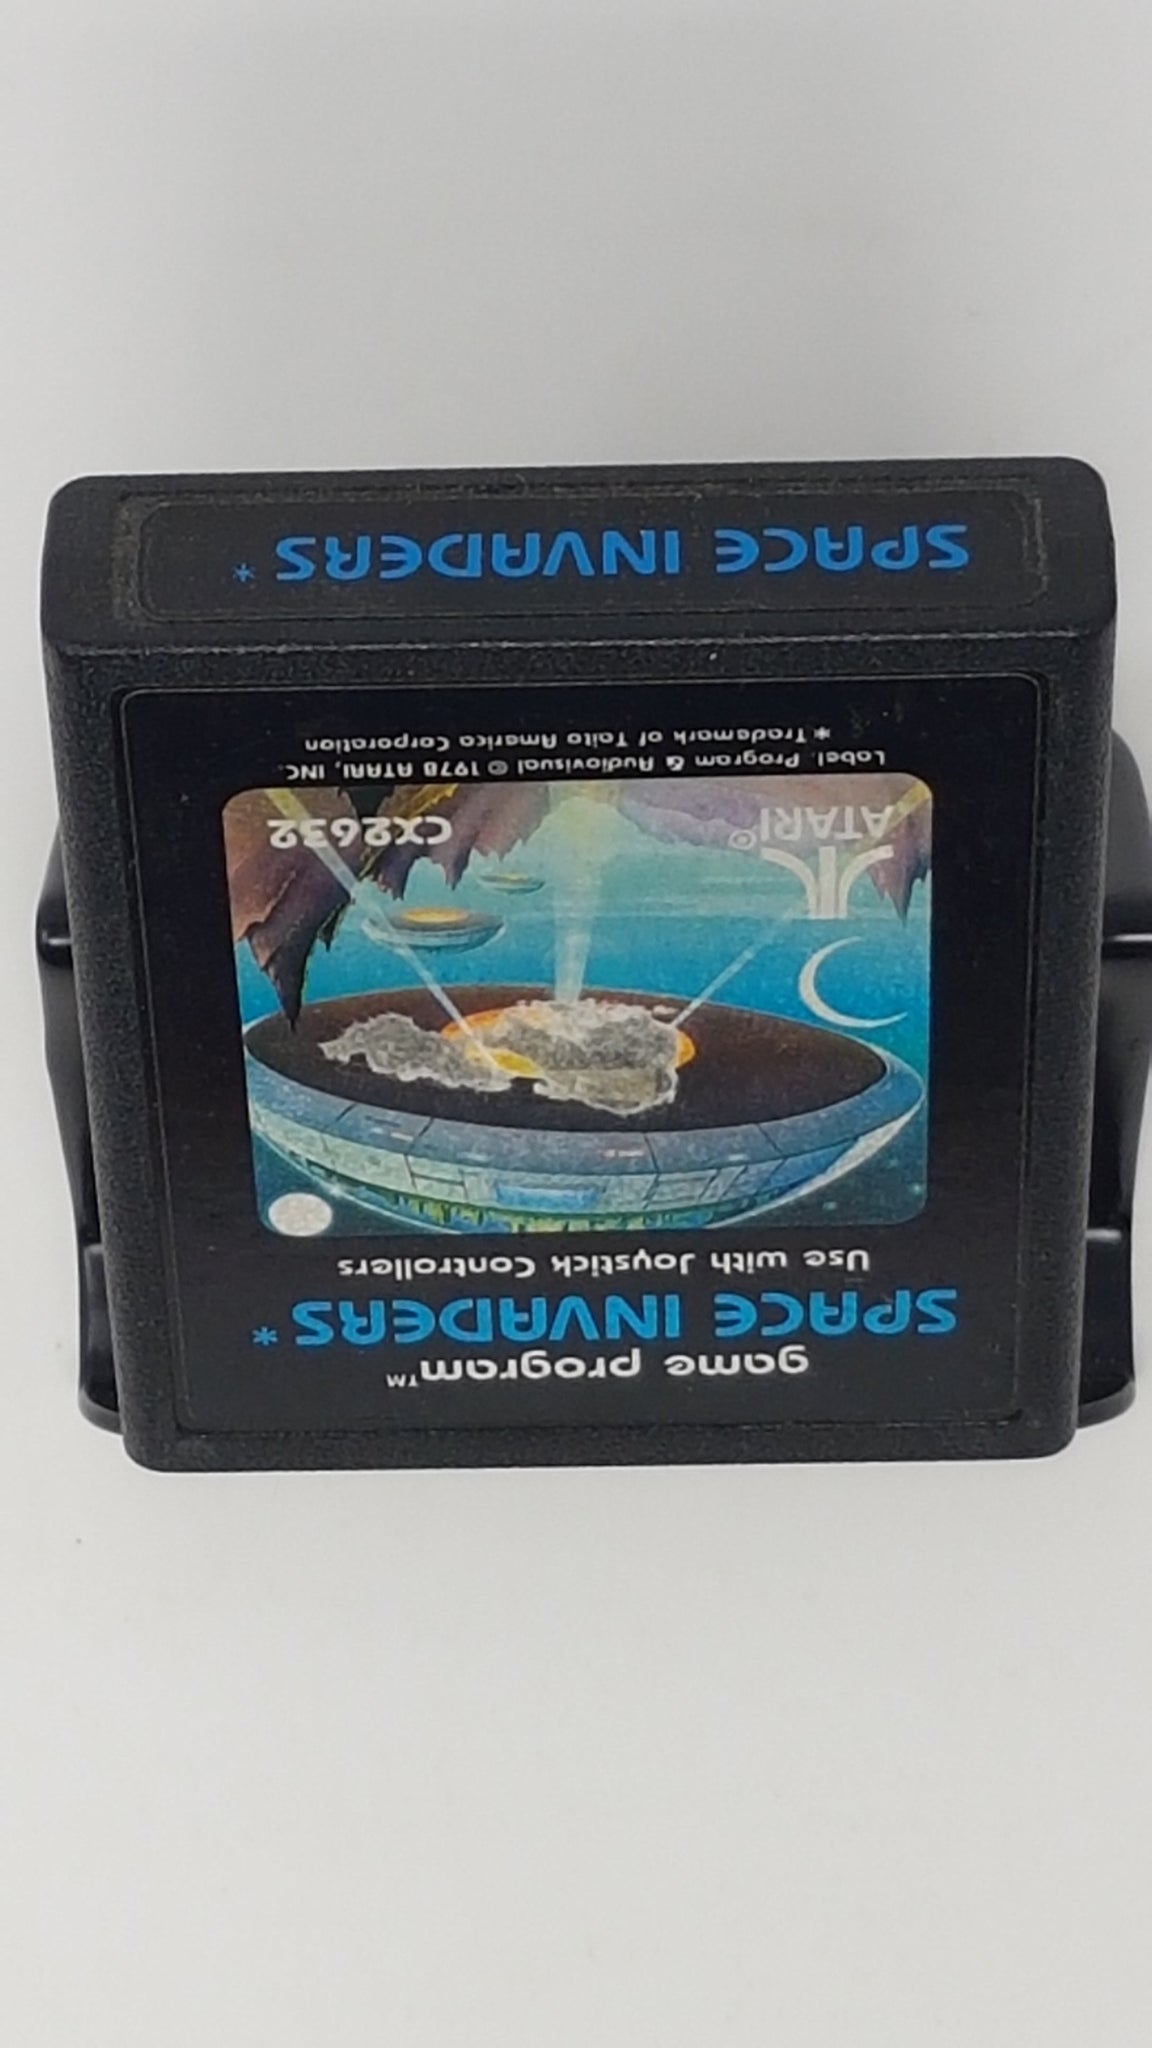 SPACE INVADERS *
game program™
SPACE INVADERS *
Use with Joystick Controllers
ATARI®
CX2632
Label, Program & Audiovisual © 1978 ATARI, INC.
*Trademark of Taito America Corporation